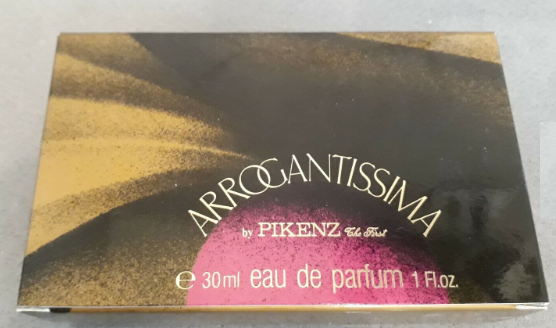 ARROGANTISSIMA
by PIKENZ The First
℮ 30ml eau de parfum 1 Fl.oz.